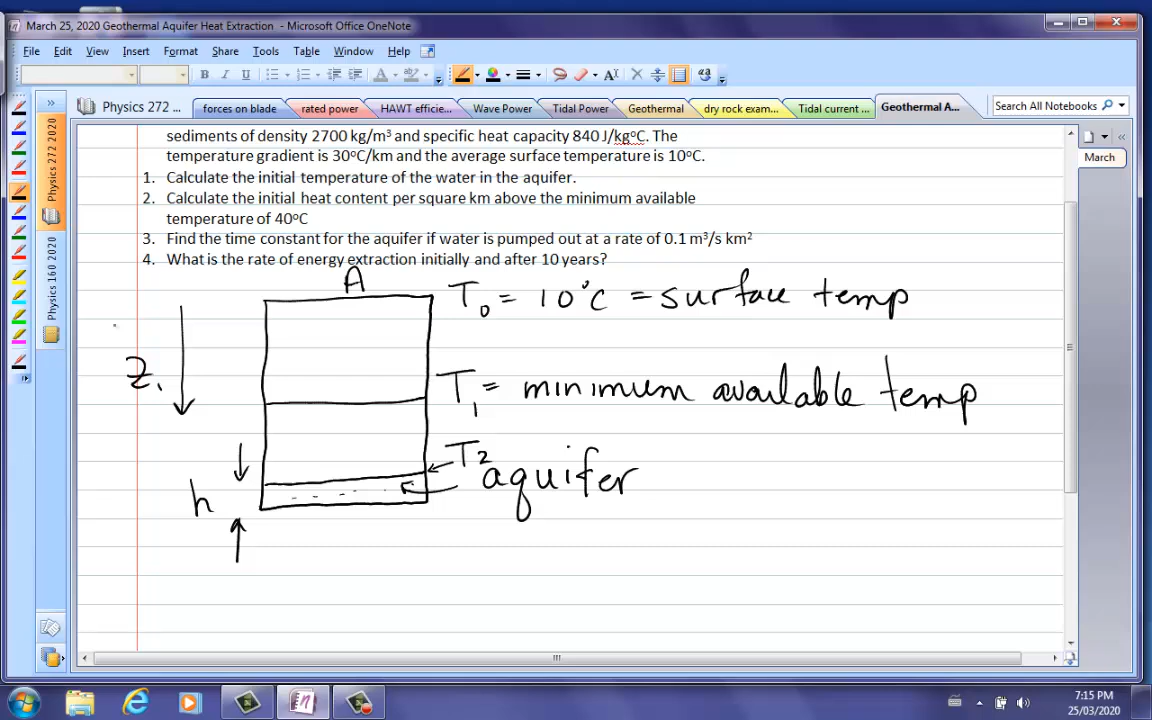 March 25, 2020 Geothermal Aquifer Heat Extraction - Microsoft Office OneNote
File Edit View Insert Format Share Tools Table Window Help
B I U
Physics 272 ... forces on blade rated power HAWT efficie... Wave Power Tidal Power Geothermal dry rock exam... Tidal current ... Geothermal A... Search All Notebooks
March
Physics 272 2020
Physics 160 2020
sediments of density 2700 kg/m³ and specific heat capacity 840 J/kg°C. The
temperature gradient is 30°C/km and the average surface temperature is 10°C.
1. Calculate the initial temperature of the water in the aquifer.
2. Calculate the initial heat content per square km above the minimum available
temperature of 40°C
3. Find the time constant for the aquifer if water is pumped out at a rate of 0.1 m³/s km²
4. What is the rate of energy extraction initially and after 10 years?
A
T₀ = 10°C = surface temp
Z₁
T₁ = minimum available temp
T₂
aquifer
h
7:15 PM
25/03/2020